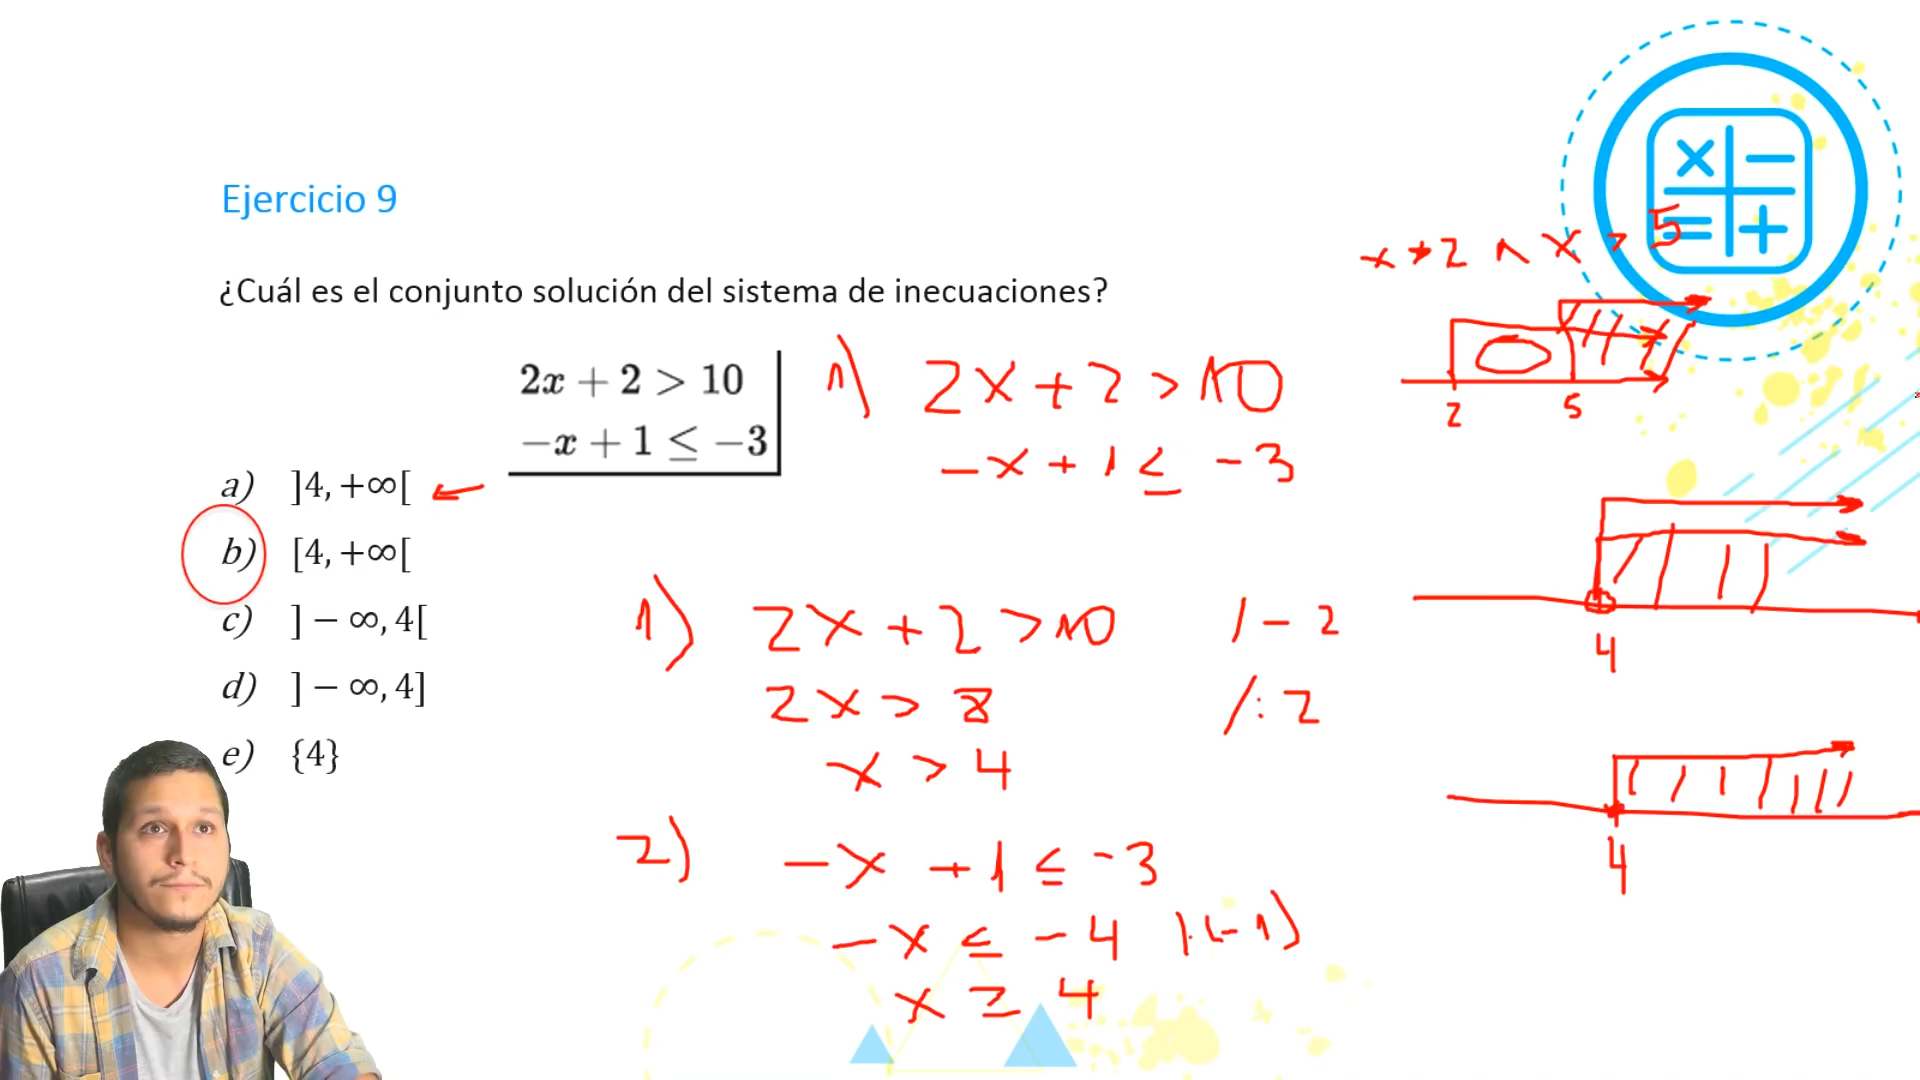 Ejercicio 9
¿Cuál es el conjunto solución del sistema de inecuaciones?
2x + 2 > 10
−x + 1 ≤ −3
a) ]4, +∞[
b) [4, +∞[
c) ] − ∞, 4[
d) ] − ∞, 4]
e) {4}
1) 2x + 2 > 10
−x + 1 ≤ −3
1) 2x + 2 > 10 / − 2
2x > 8 / : 2
x > 4
2) −x + 1 ≤ −3
−x ≤ −4 | : (−1)
x ≥ 4
x > 2 ∧ x > 5
2 5
4
4